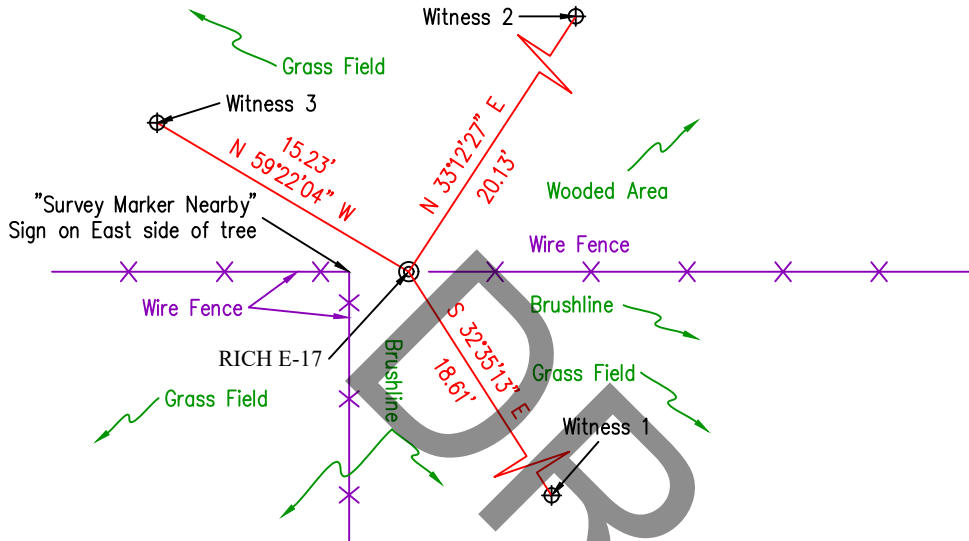 Witness 2
Grass Field
Witness 3
15.23'
N 59°22'04" W
N 33°12'27" E
20.13'
Wooded Area
"Survey Marker Nearby"
Sign on East side of tree
Wire Fence
Wire Fence
Brushline
RICH E-17
S 32°35'13" E
18.61'
Brushline
Grass Field
Grass Field
Witness 1
D
R